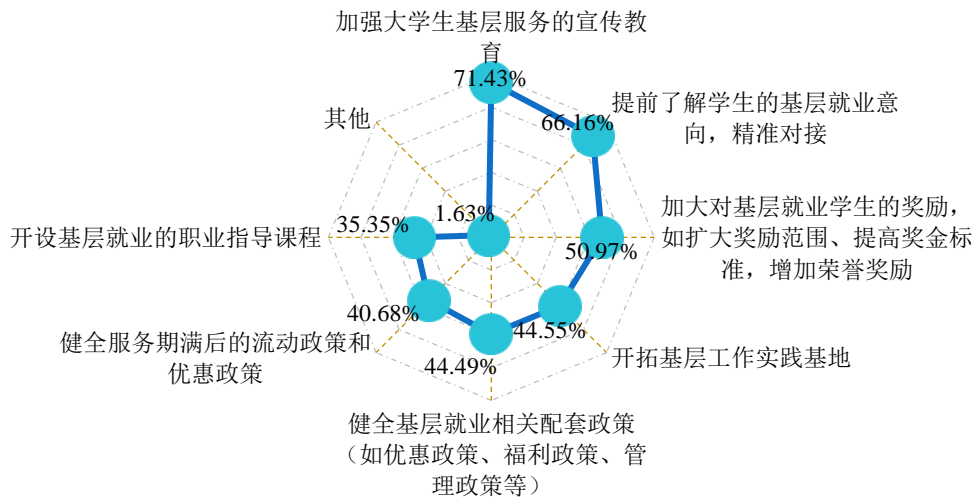 加强大学生基层服务的宣传教
育
71.43%
提前了解学生的基层就业意
向，精准对接
66.16%
其他
1.63%
加大对基层就业学生的奖励，
如扩大奖励范围、提高奖金标
准，增加荣誉奖励
50.97%
开设基层就业的职业指导课程
35.35%
40.68%
44.55%
健全服务期满后的流动政策和
优惠政策
开拓基层工作实践基地
44.49%
健全基层就业相关配套政策
（如优惠政策、福利政策、管
理政策等）